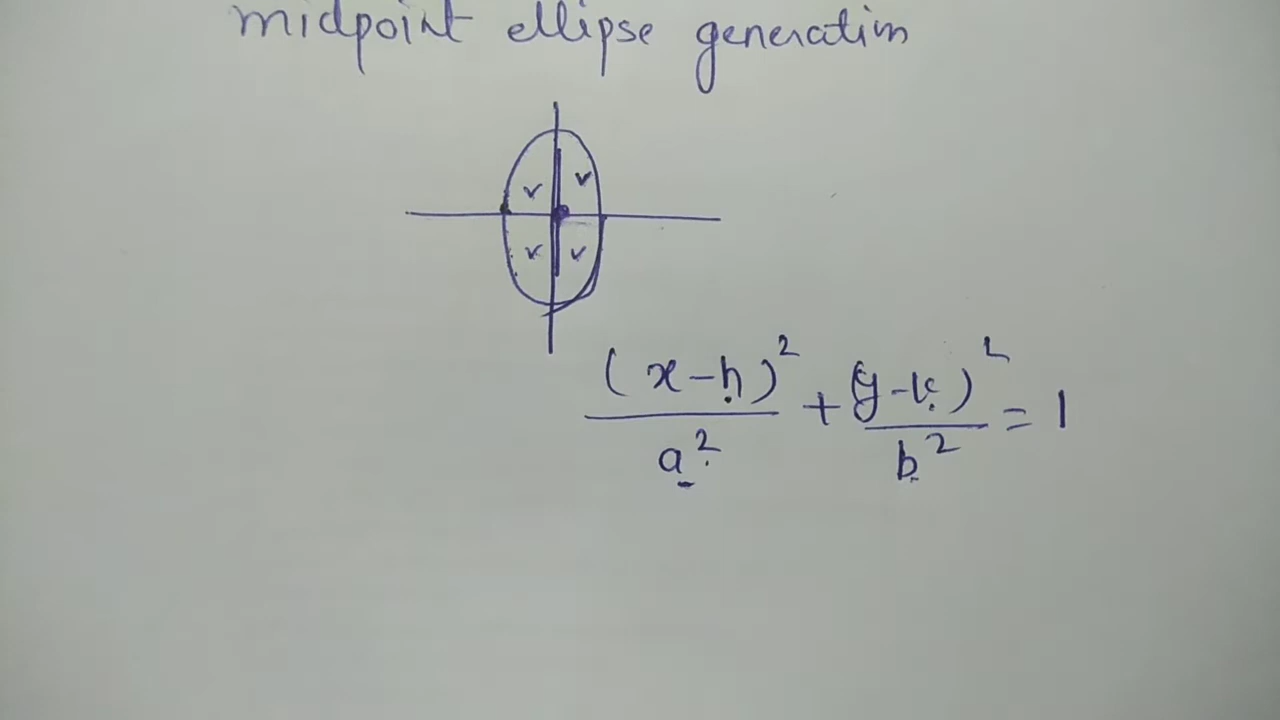 midpoint ellipse generation
(x-h)² / a² + (y-k)² / b² = 1